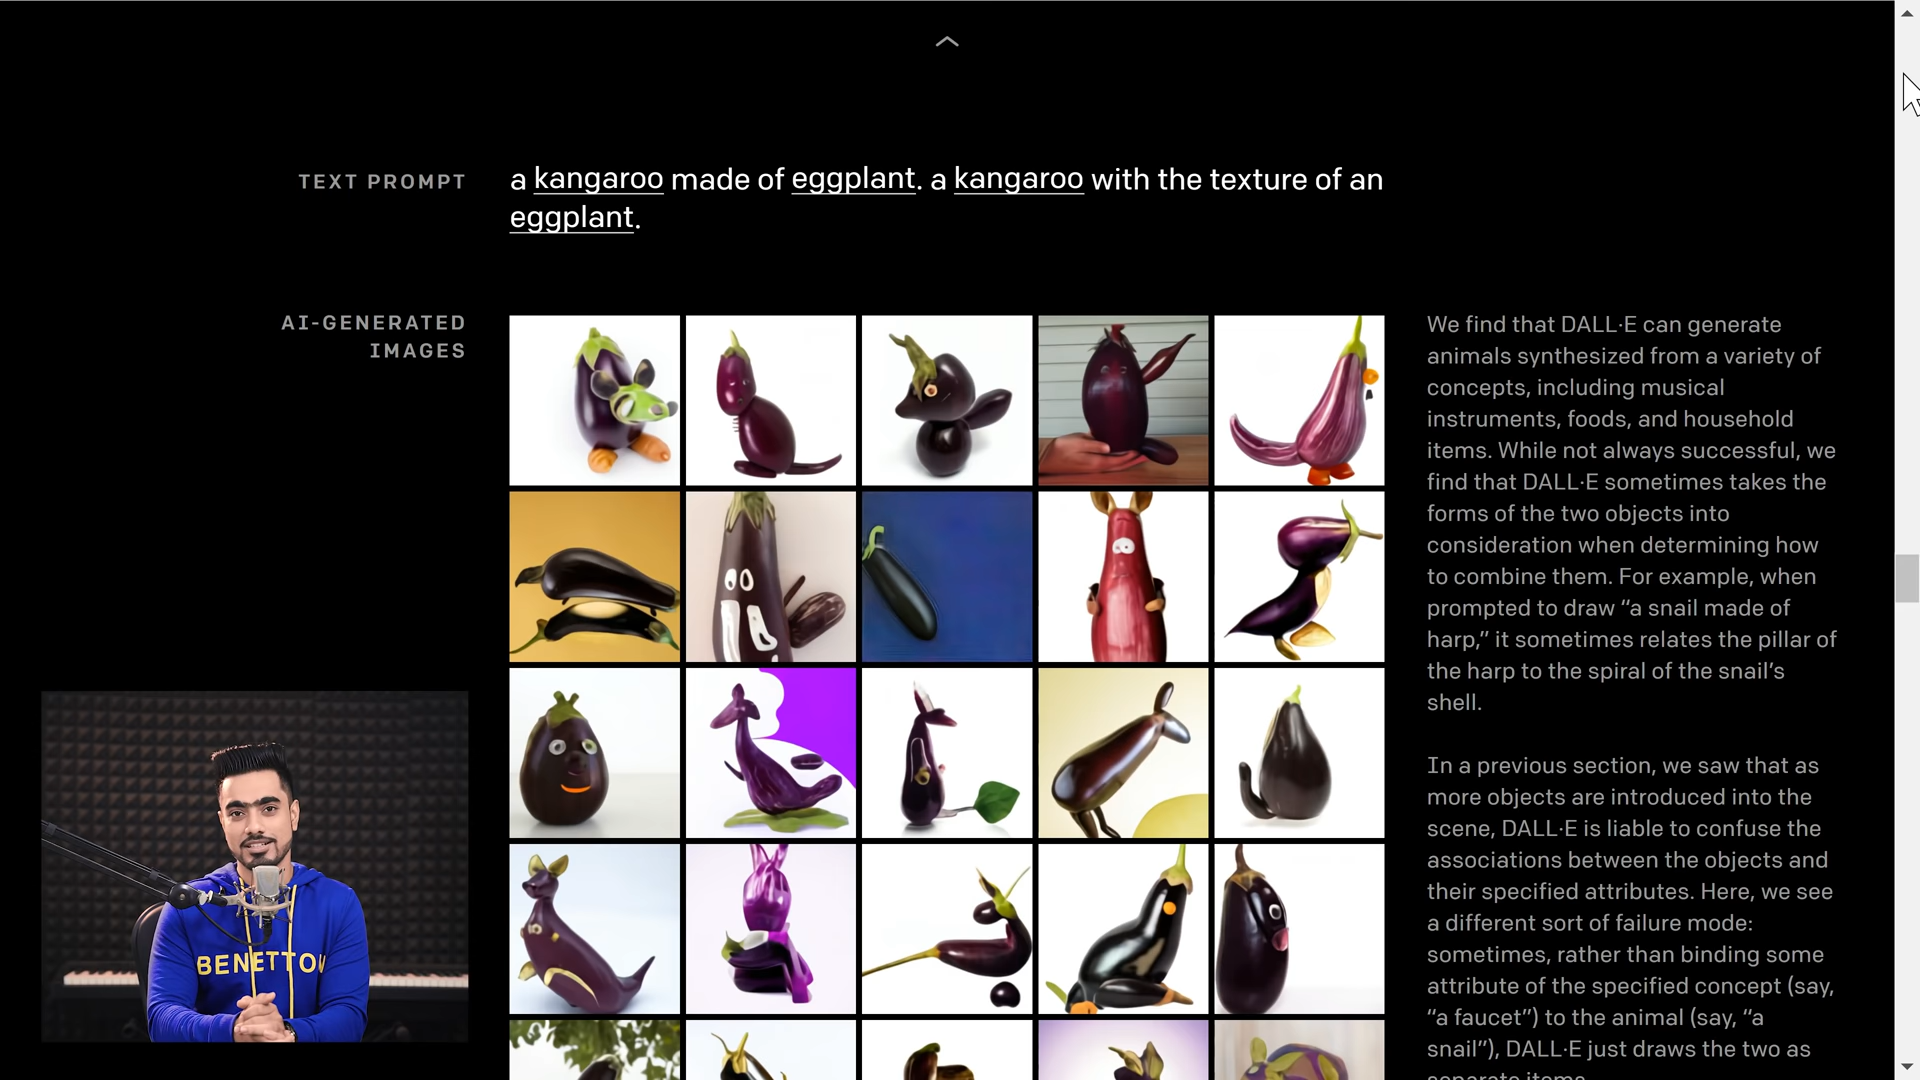 TEXT PROMPT
a kangaroo made of eggplant. a kangaroo with the texture of an
eggplant.
AI-GENERATED
IMAGES
We find that DALL·E can generate
animals synthesized from a variety of
concepts, including musical
instruments, foods, and household
items. While not always successful, we
find that DALL·E sometimes takes the
forms of the two objects into
consideration when determining how
to combine them. For example, when
prompted to draw “a snail made of
harp,” it sometimes relates the pillar of
the harp to the spiral of the snail’s
shell.
In a previous section, we saw that as
more objects are introduced into the
scene, DALL·E is liable to confuse the
associations between the objects and
their specified attributes. Here, we see
a different sort of failure mode:
sometimes, rather than binding some
attribute of the specified concept (say,
“a faucet”) to the animal (say, “a
snail”), DALL·E just draws the two as
separate items.
BENETTON